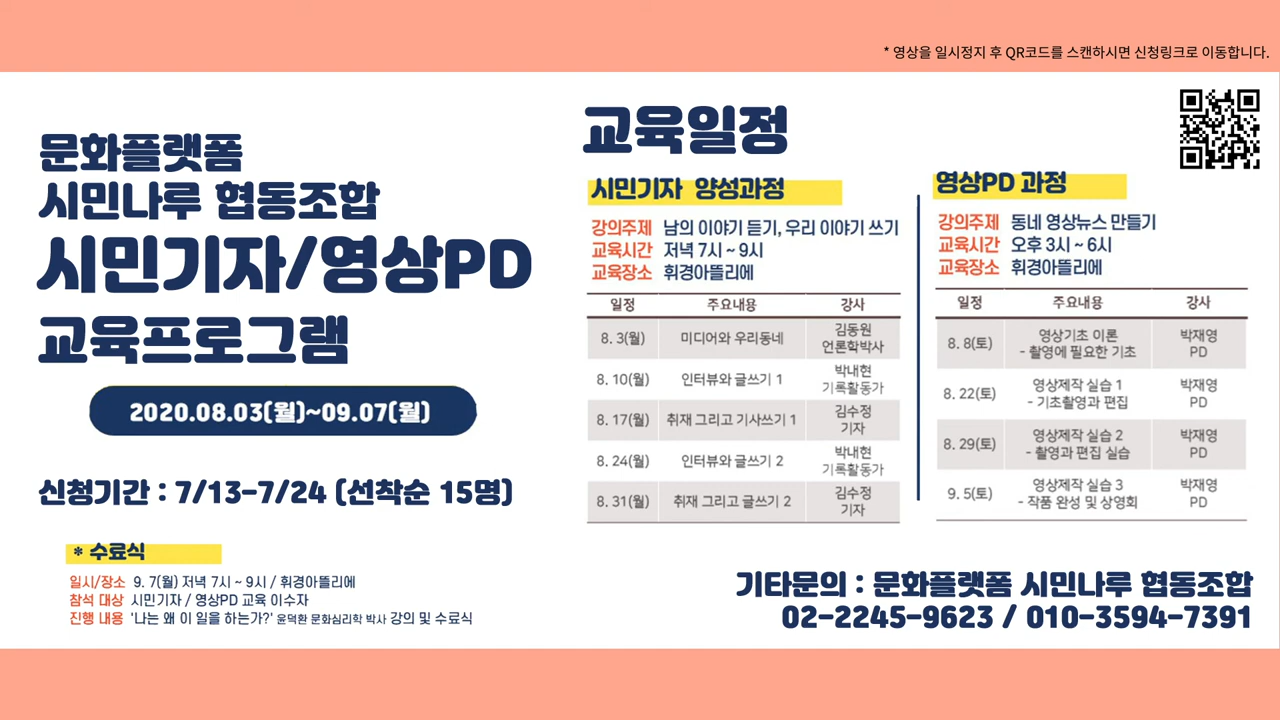 * 영상을 일시정지 후 QR코드를 스캔하시면 신청링크로 이동합니다.
문화플랫폼
시민나루 협동조합
시민기자/영상PD
교육프로그램
2020.08.03(월)~09.07(월)
신청기간 : 7/13-7/24 (선착순 15명)
* 수료식
일시/장소 9. 7(월) 저녁 7시 ~ 9시 / 휘경아뜰리에
참석 대상 시민기자 / 영상PD 교육 이수자
진행 내용 '나는 왜 이 일을 하는가?' 윤덕환 문화심리학 박사 강의 및 수료식
교육일정
시민기자 양성과정
강의주제 남의 이야기 듣기, 우리 이야기 쓰기
교육시간 저녁 7시 ~ 9시
교육장소 휘경아뜰리에
일정 주요내용 강사
8. 3(월) 미디어와 우리동네 김동원 언론학박사
8. 10(월) 인터뷰와 글쓰기 1 박내현 기록활동가
8. 17(월) 취재 그리고 기사쓰기 1 김수정 기자
8. 24(월) 인터뷰와 글쓰기 2 박내현 기록활동가
8. 31(월) 취재 그리고 글쓰기 2 김수정 기자
영상PD 과정
강의주제 동네 영상뉴스 만들기
교육시간 오후 3시 ~ 6시
교육장소 휘경아뜰리에
일정 주요내용 강사
8. 8(토) 영상기초 이론 - 촬영에 필요한 기초 박재영 PD
8. 22(토) 영상제작 실습 1 - 기초촬영과 편집 박재영 PD
8. 29(토) 영상제작 실습 2 - 촬영과 편집 실습 박재영 PD
9. 5(토) 영상제작 실습 3 - 작품 완성 및 상영회 박재영 PD
기타문의 : 문화플랫폼 시민나루 협동조합
02-2245-9623 / 010-3594-7391